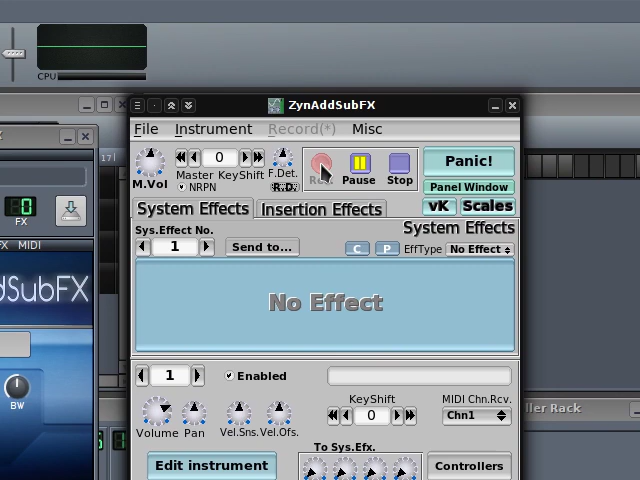 CPU
ZynAddSubFX
File Instrument Record(*) Misc
17|
0
M.Vol
Master KeyShift
NRPN
F.Det.
R.D.
Pause
Stop
Panic!
Panel Window
vK
Scales
0
FX
FX MIDI
dSubFX
BW
System Effects
Insertion Effects
System Effects
Sys.Effect No.
1
Send to...
C
P
EffType
No Effect
No Effect
1
Enabled
KeyShift
0
MIDI Chn.Rcv.
Chn1
Volume
Pan
Vel.Sns.
Vel.Ofs.
ller Rack
To Sys.Efx.
Edit instrument
Controllers